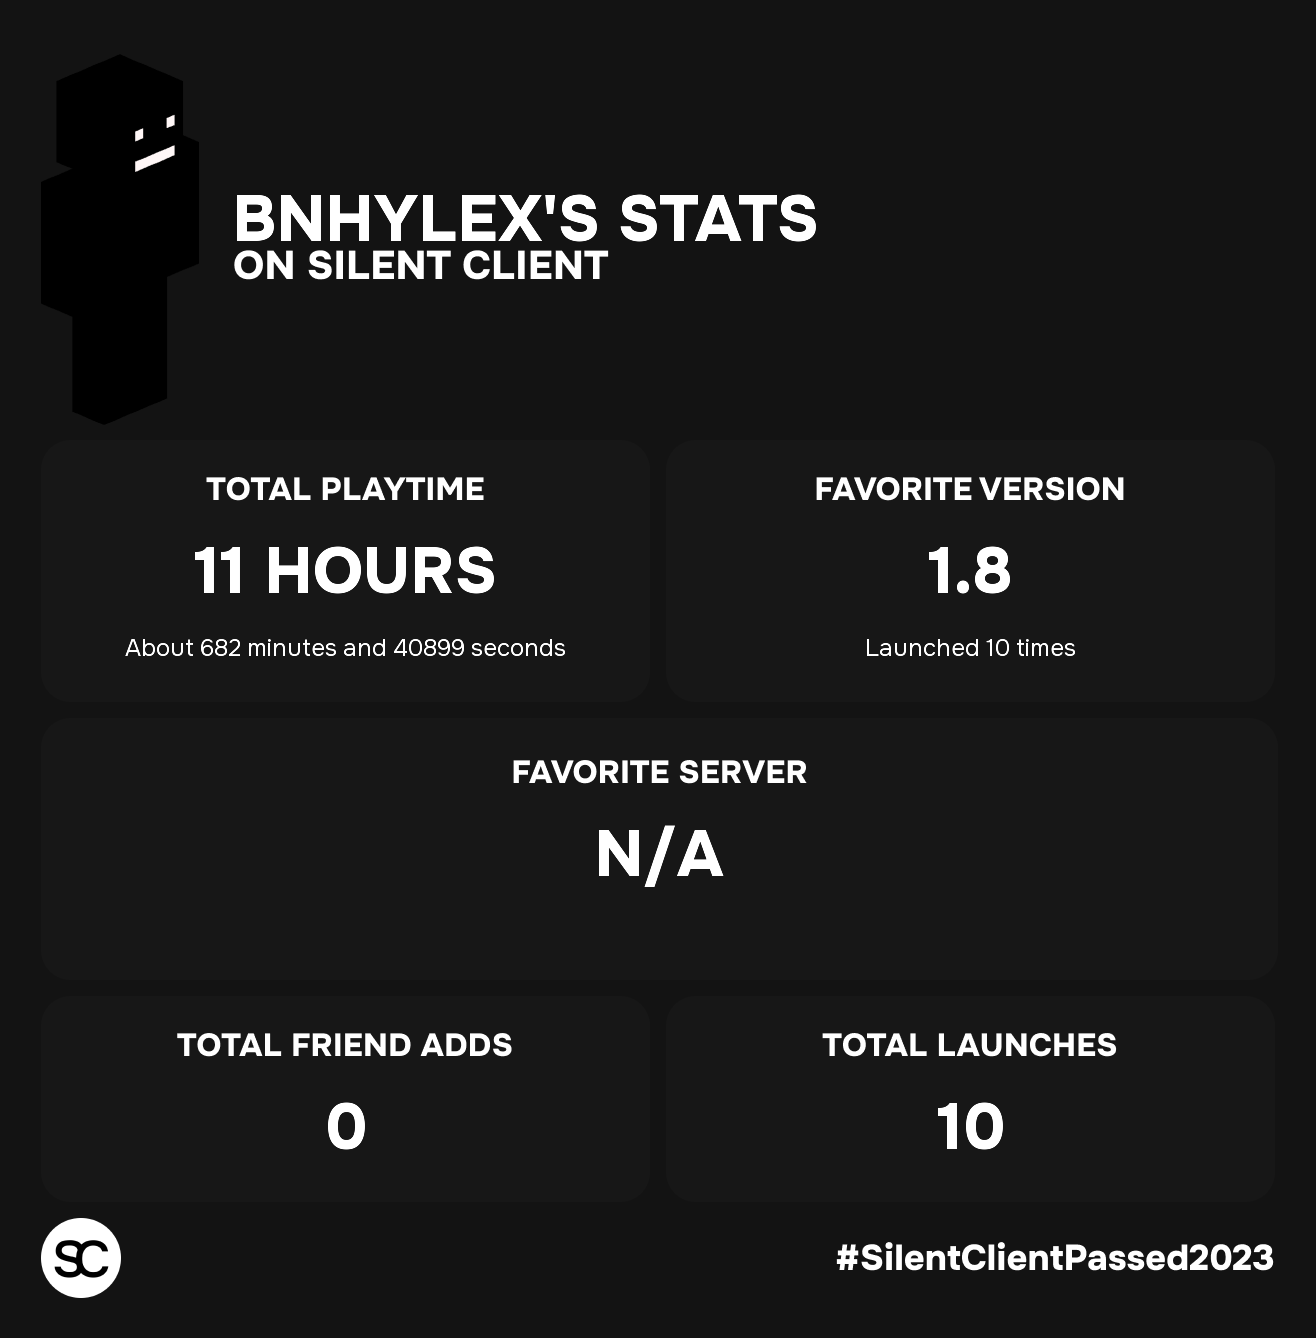 BNHYLEX'S STATS
ON SILENT CLIENT
TOTAL PLAYTIME
11 HOURS
About 682 minutes and 40899 seconds
FAVORITE VERSION
1.8
Launched 10 times
FAVORITE SERVER
N/A
TOTAL FRIEND ADDS
0
TOTAL LAUNCHES
10
SC
#SilentClientPassed2023